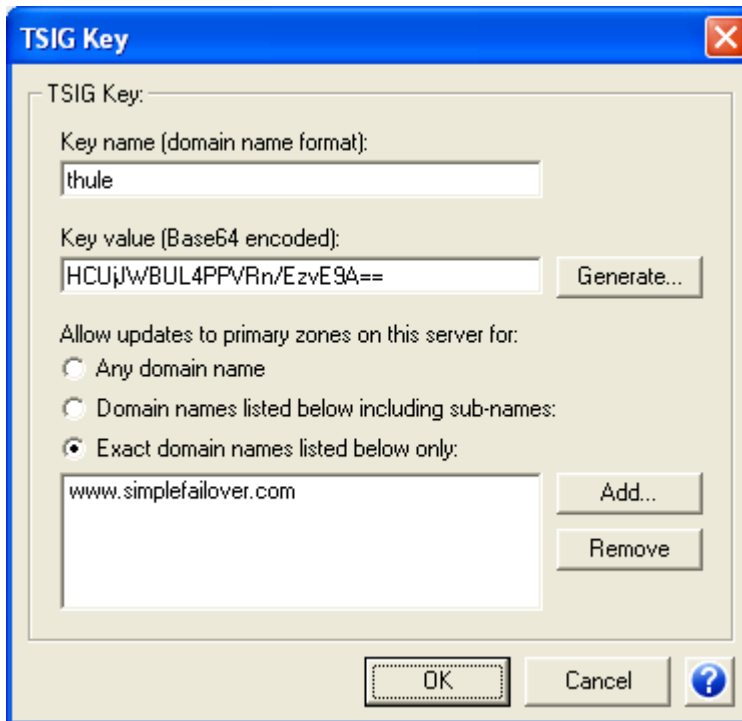 TSIG Key
TSIG Key:
Key name (domain name format):
thule
Key value (Base64 encoded):
HCUjJWBUL4PPVRn/EzvE9A==
Generate...
Allow updates to primary zones on this server for:
Any domain name
Domain names listed below including sub-names:
Exact domain names listed below only:
www.simplefailover.com
Add...
Remove
OK
Cancel
?